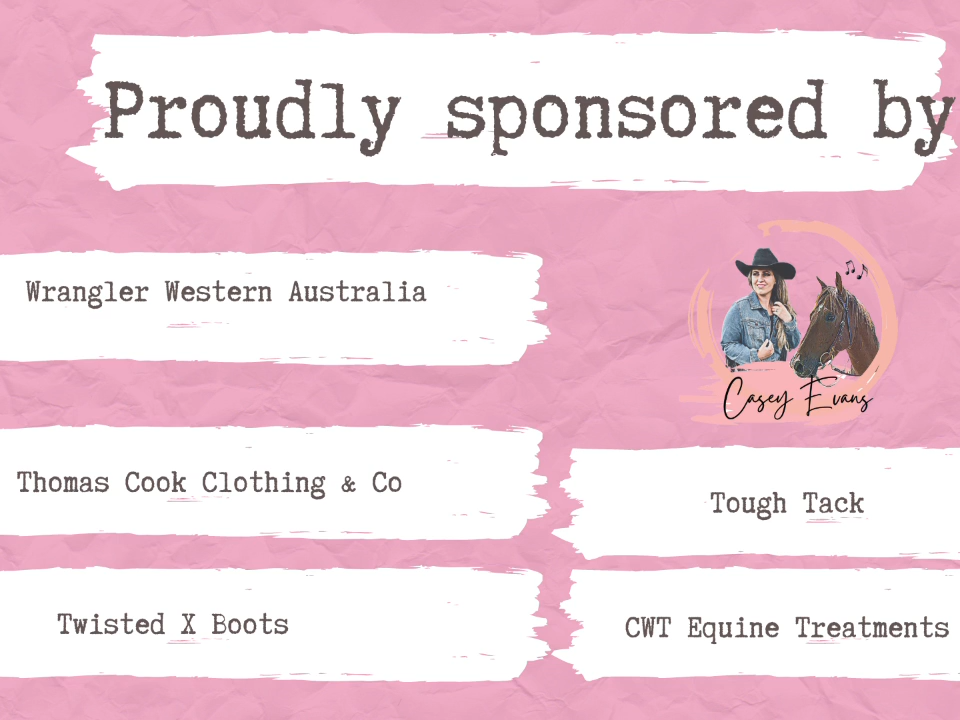 Proudly sponsored by
Wrangler Western Australia
Casey Evans
Thomas Cook Clothing & Co
Tough Tack
Twisted X Boots
CWT Equine Treatments